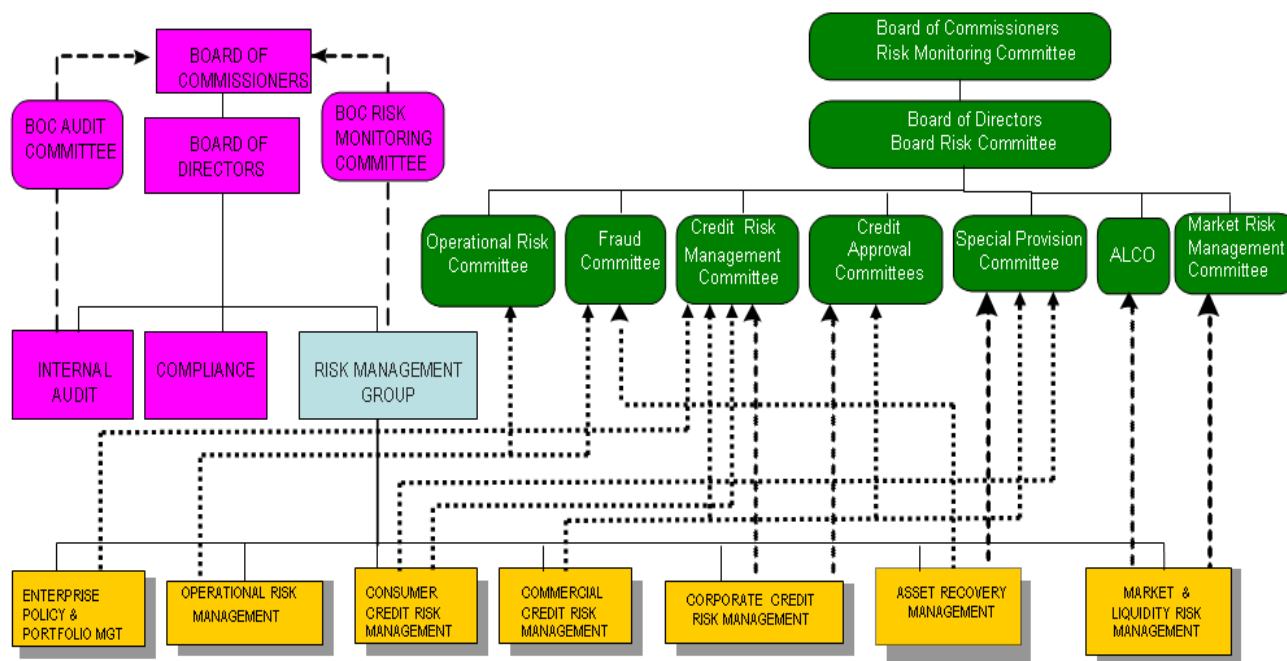 BOARD OF
COMMISSIONERS
BOC AUDIT
COMMITTEE
BOARD OF
DIRECTORS
BOC RISK
MONITORING
COMMITTEE
INTERNAL
AUDIT
COMPLIANCE
RISK MANAGEMENT
GROUP
Board of Commissioners
Risk Monitoring Committee
Board of Directors
Board Risk Committee
Operational Risk
Committee
Fraud
Committee
Credit Risk
Management
Committee
Credit
Approval
Committees
Special Provision
Committee
ALCO
Market Risk
Management
Committee
ENTERPRISE
POLICY &
PORTFOLIO MGT
OPERATIONAL RISK
MANAGEMENT
CONSUMER
CREDIT RISK
MANAGEMENT
COMMERCIAL
CREDIT RISK
MANAGEMENT
CORPORATE CREDIT
RISK MANAGEMENT
ASSET RECOVERY
MANAGEMENT
MARKET &
LIQUIDITY RISK
MANAGEMENT